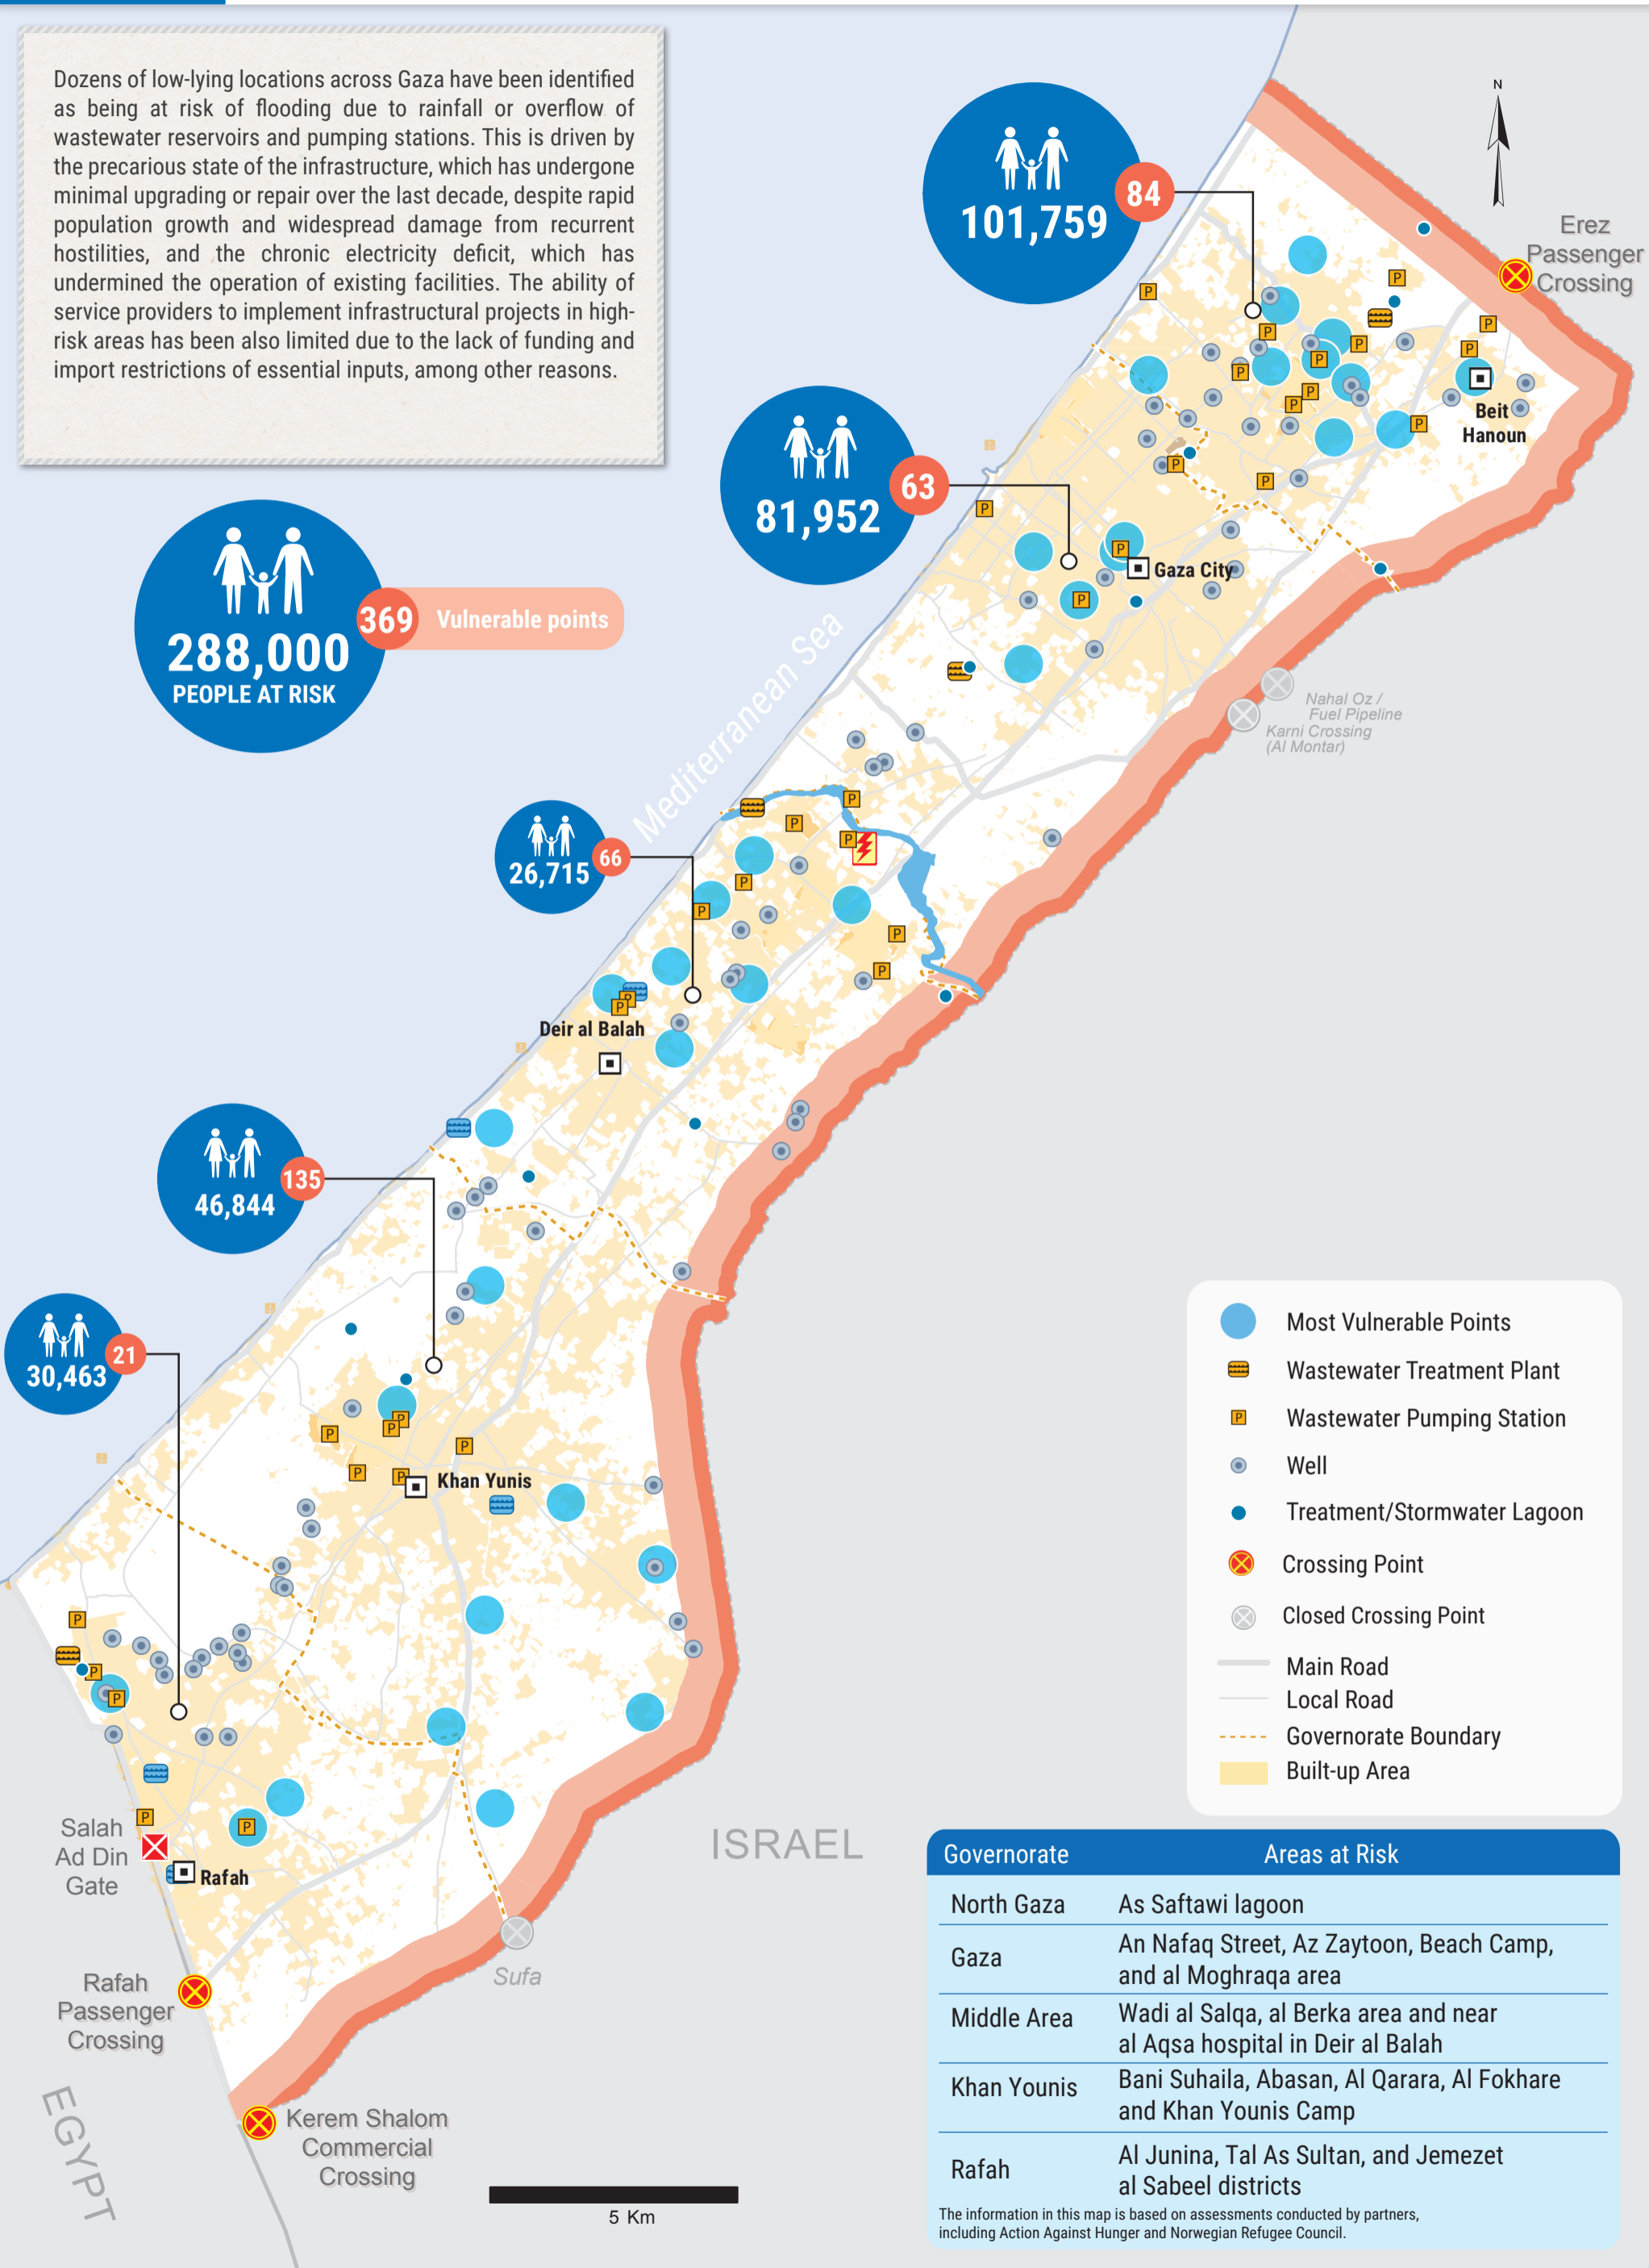 Dozens of low-lying locations across Gaza have been identified
as being at risk of flooding due to rainfall or overflow of
wastewater reservoirs and pumping stations. This is driven by
the precarious state of the infrastructure, which has undergone
minimal upgrading or repair over the last decade, despite rapid
population growth and widespread damage from recurrent
hostilities, and the chronic electricity deficit, which has
undermined the operation of existing facilities. The ability of
service providers to implement infrastructural projects in high-
risk areas has been also limited due to the lack of funding and
import restrictions of essential inputs, among other reasons.
N
101,759
84
Erez
Passenger
Crossing
Beit
Hanoun
81,952
63
Gaza City
288,000
PEOPLE AT RISK
369
Vulnerable points
Mediterranean Sea
Nahal Oz /
Fuel Pipeline
Karni Crossing
(Al Montar)
26,715
66
Deir al Balah
46,844
135
30,463
21
Khan Yunis
Salah
Ad Din
Gate
Rafah
Rafah
Passenger
Crossing
Sufa
ISRAEL
EGYPT
Kerem Shalom
Commercial
Crossing
5 Km
Most Vulnerable Points
Wastewater Treatment Plant
P Wastewater Pumping Station
Well
Treatment/Stormwater Lagoon
Crossing Point
Closed Crossing Point
Main Road
Local Road
Governorate Boundary
Built-up Area
Governorate Areas at Risk
North Gaza As Saftawi lagoon
Gaza An Nafaq Street, Az Zaytoon, Beach Camp,
and al Moghraqa area
Middle Area Wadi al Salqa, al Berka area and near
al Aqsa hospital in Deir al Balah
Khan Younis Bani Suhaila, Abasan, Al Qarara, Al Fokhare
and Khan Younis Camp
Rafah Al Junina, Tal As Sultan, and Jemezet
al Sabeel districts
The information in this map is based on assessments conducted by partners,
including Action Against Hunger and Norwegian Refugee Council.